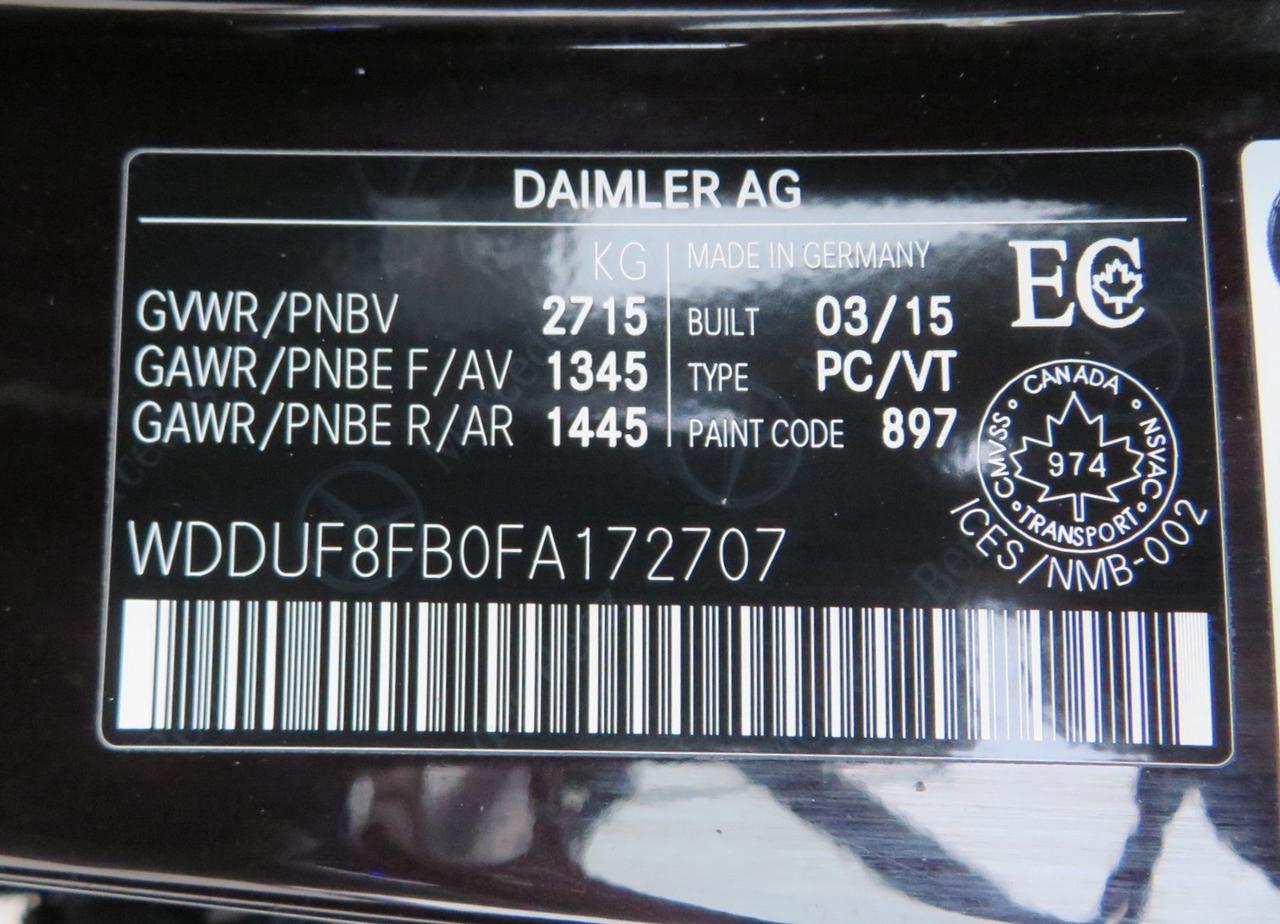 DAIMLER AG
KG
GVWR/PNBV 2715
GAWR/PNBE F/AV 1345
GAWR/PNBE R/AR 1445
MADE IN GERMANY
BUILT 03/15
TYPE PC/VT
PAINT CODE 897
EC
CANADA
CMVSS
NSVAC
974
TRANSPORT
ICES/NMB-002
WDDUF8FB0FA172707